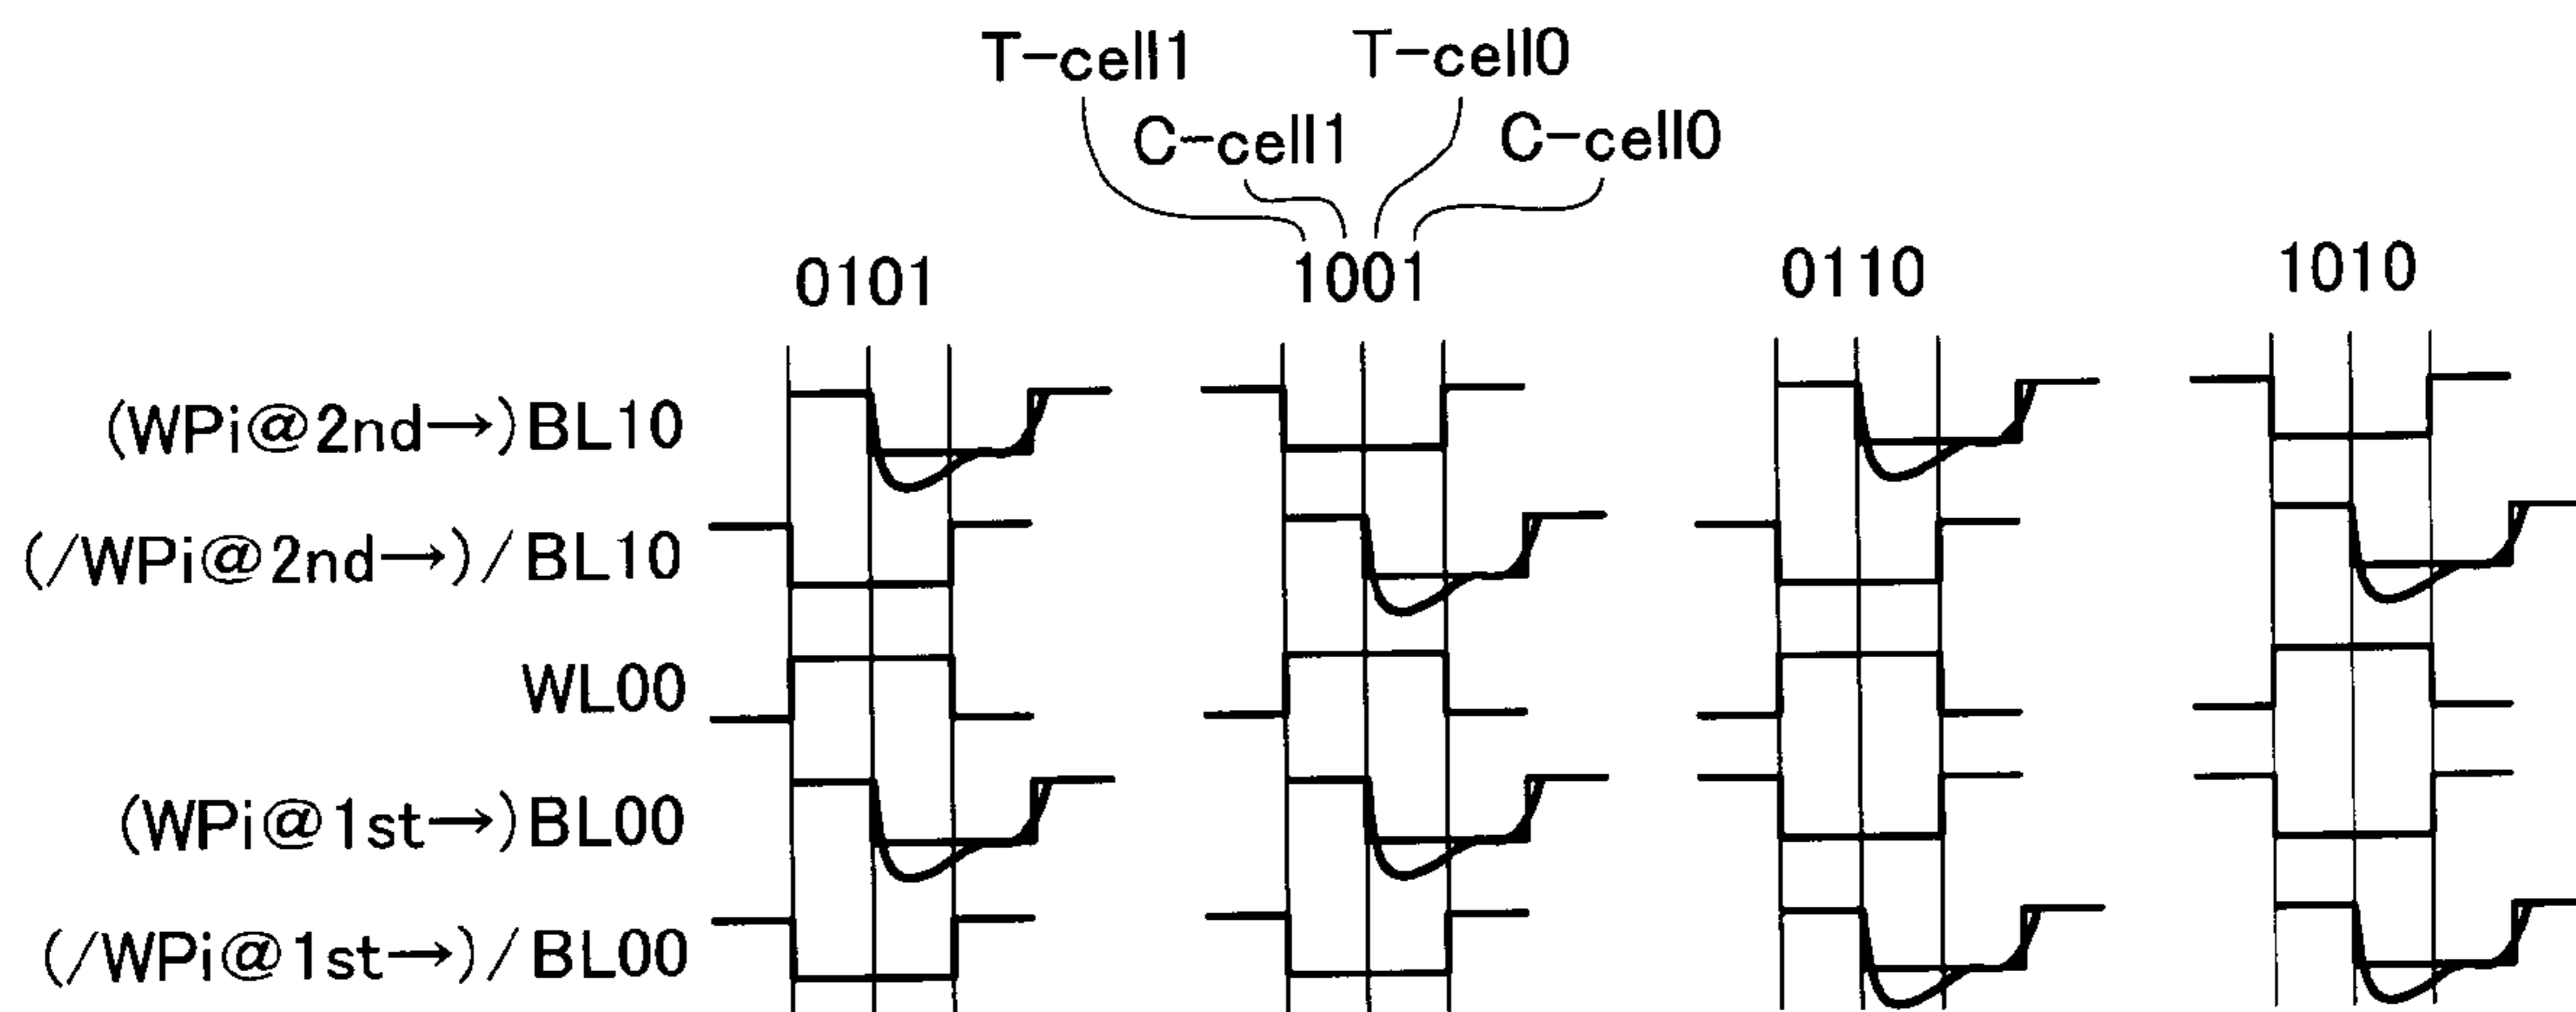 T-cell1 T-cell0
C-cell1 C-cell0
0101 1001 0110 1010
(WPi@2nd→)BL10
(/WPi@2nd→)/BL10
WL00
(WPi@1st→)BL00
(/WPi@1st→)/BL00